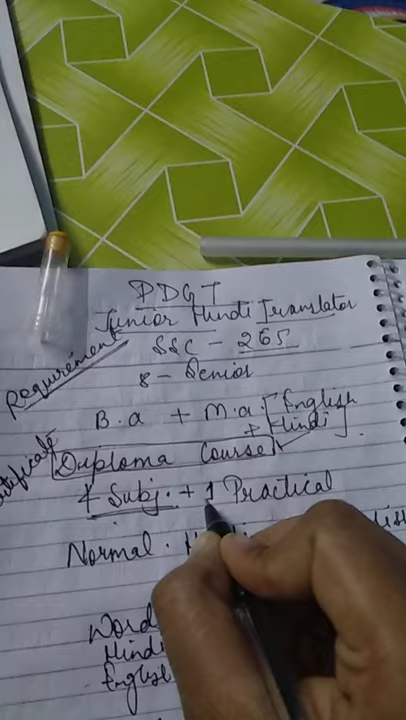 PDGT
Junior Hindi Translator
Requirement
SSC - 265
8 - Senior
B.a + M.a. [English
+ Hindi]
Diploma Course
4 Subj. + 1 Practical
Normal.
Word
Hindi
English